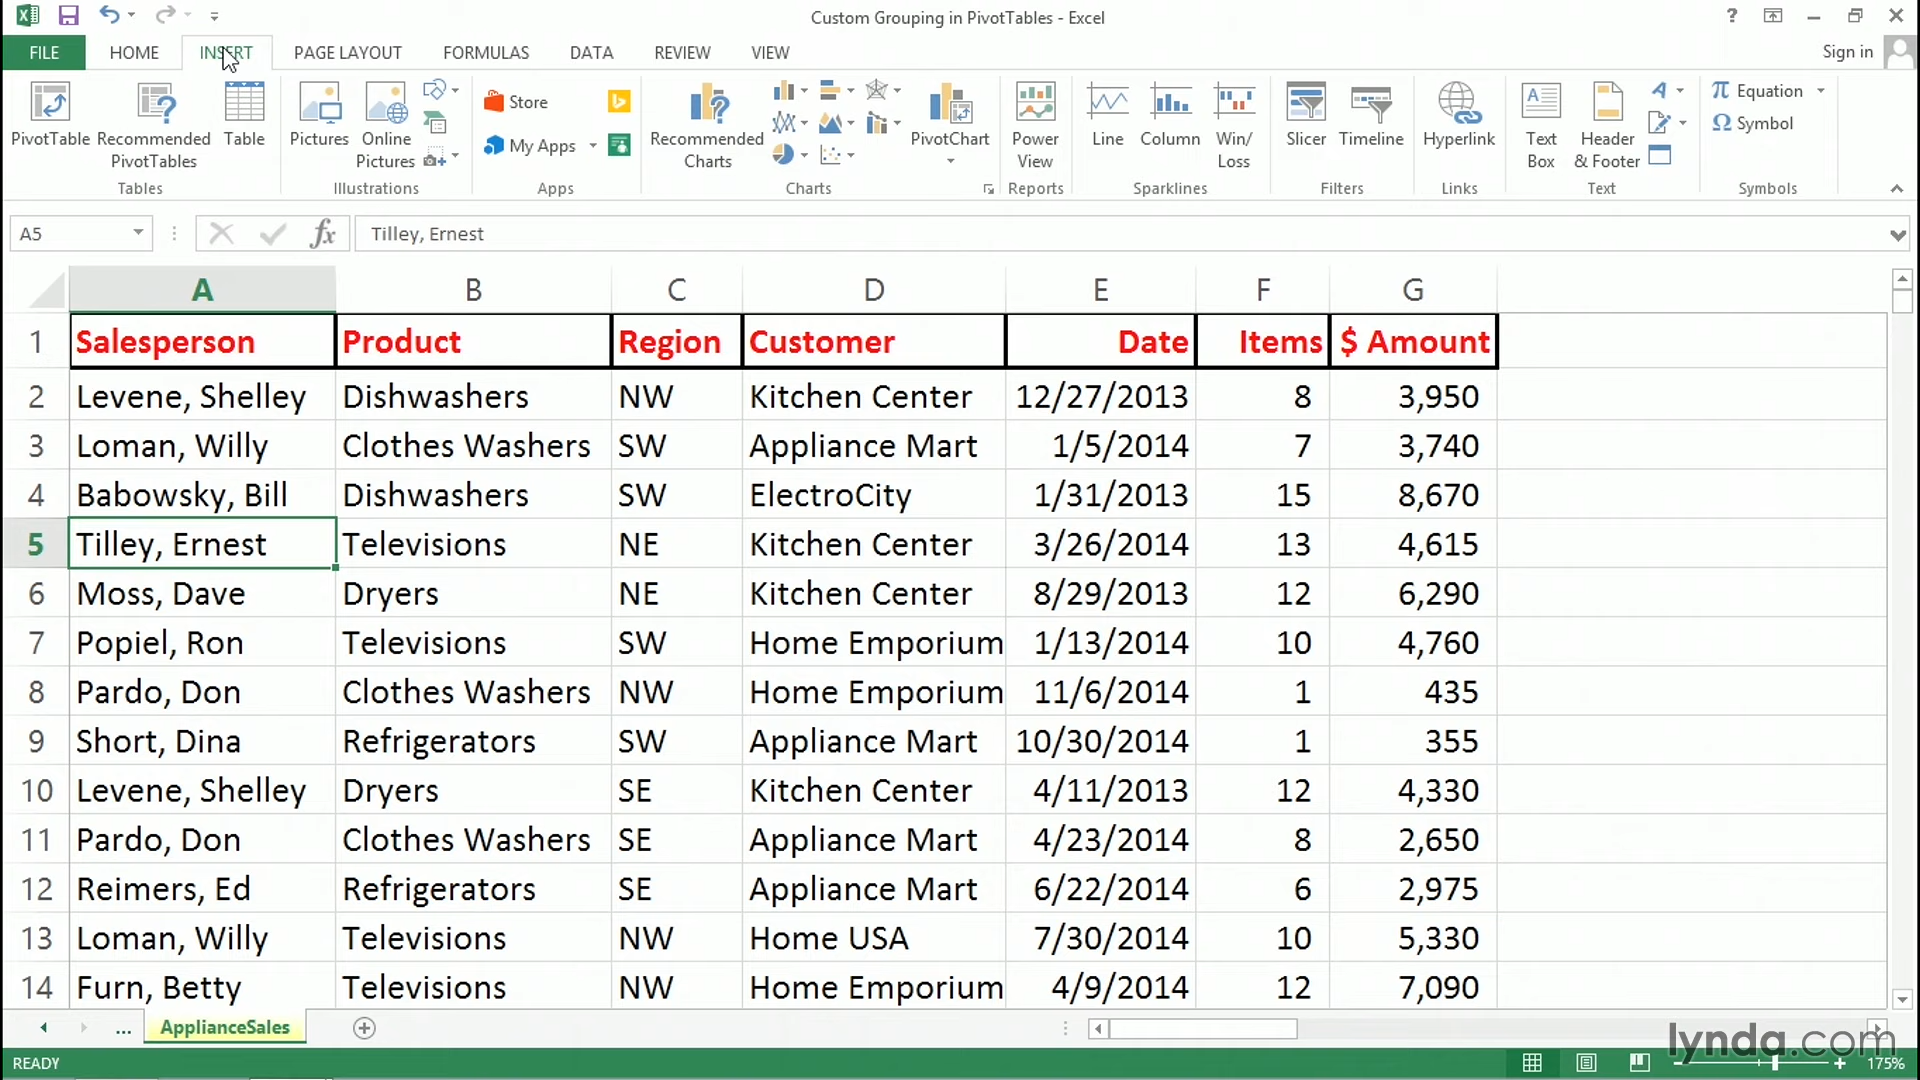 Custom Grouping in PivotTables - Excel
?
FILE HOME INSERT PAGE LAYOUT FORMULAS DATA REVIEW VIEW Sign in
PivotTable Recommended PivotTables Table Pictures Online Pictures Store My Apps Recommended Charts PivotChart Power View Line Column Win/ Loss Slicer Timeline Hyperlink Text Box Header & Footer Equation Symbol
Tables Illustrations Apps Charts Reports Sparklines Filters Links Text Symbols
A5 fx Tilley, Ernest
A B C D E F G
1 Salesperson Product Region Customer Date Items $ Amount
2 Levene, Shelley Dishwashers NW Kitchen Center 12/27/2013 8 3,950
3 Loman, Willy Clothes Washers SW Appliance Mart 1/5/2014 7 3,740
4 Babowsky, Bill Dishwashers SW ElectroCity 1/31/2013 15 8,670
5 Tilley, Ernest Televisions NE Kitchen Center 3/26/2014 13 4,615
6 Moss, Dave Dryers NE Kitchen Center 8/29/2013 12 6,290
7 Popiel, Ron Televisions SW Home Emporium 1/13/2014 10 4,760
8 Pardo, Don Clothes Washers NW Home Emporium 11/6/2014 1 435
9 Short, Dina Refrigerators SW Appliance Mart 10/30/2014 1 355
10 Levene, Shelley Dryers SE Kitchen Center 4/11/2013 12 4,330
11 Pardo, Don Clothes Washers SE Appliance Mart 4/23/2014 8 2,650
12 Reimers, Ed Refrigerators SE Appliance Mart 6/22/2014 6 2,975
13 Loman, Willy Televisions NW Home USA 7/30/2014 10 5,330
14 Furn, Betty Televisions NW Home Emporium 4/9/2014 12 7,090
... ApplianceSales
lynda.com
READY 175%